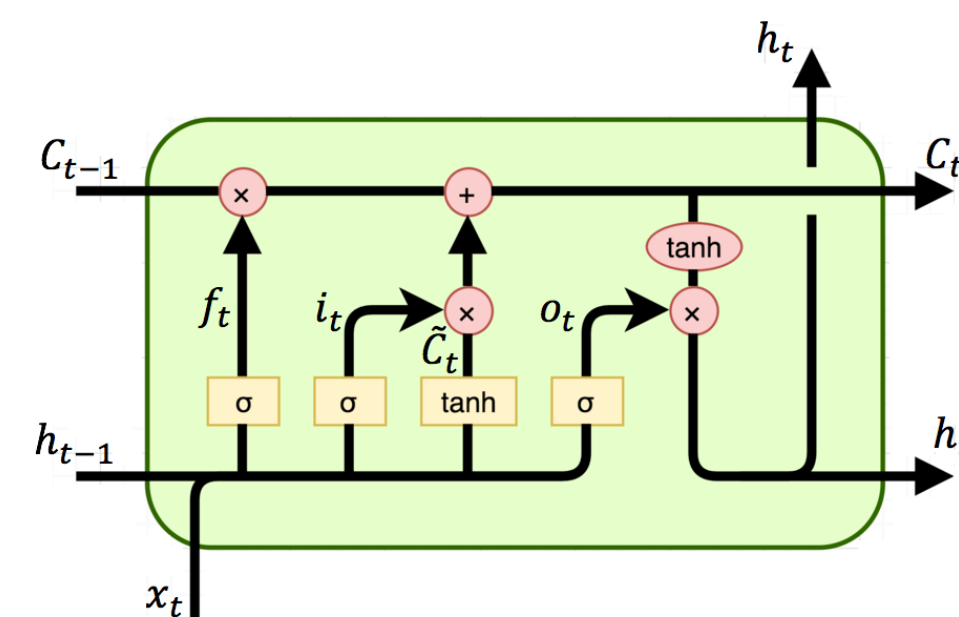 h_t
C_{t−1}
C_t
×
+
tanh
f_t
i_t
×
o_t
×
C̃_t
σ
σ
tanh
σ
h_{t−1}
h
x_t